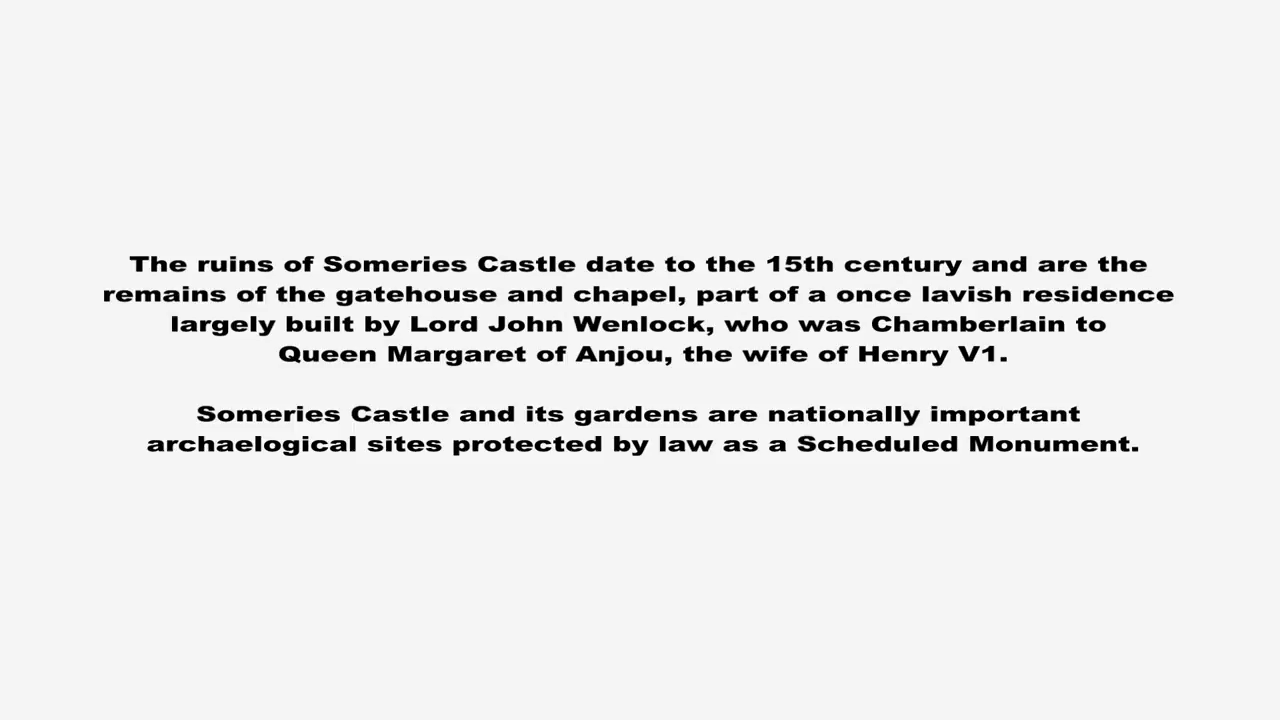 The ruins of Someries Castle date to the 15th century and are the
remains of the gatehouse and chapel, part of a once lavish residence
largely built by Lord John Wenlock, who was Chamberlain to
Queen Margaret of Anjou, the wife of Henry V1.
Someries Castle and its gardens are nationally important
archaelogical sites protected by law as a Scheduled Monument.